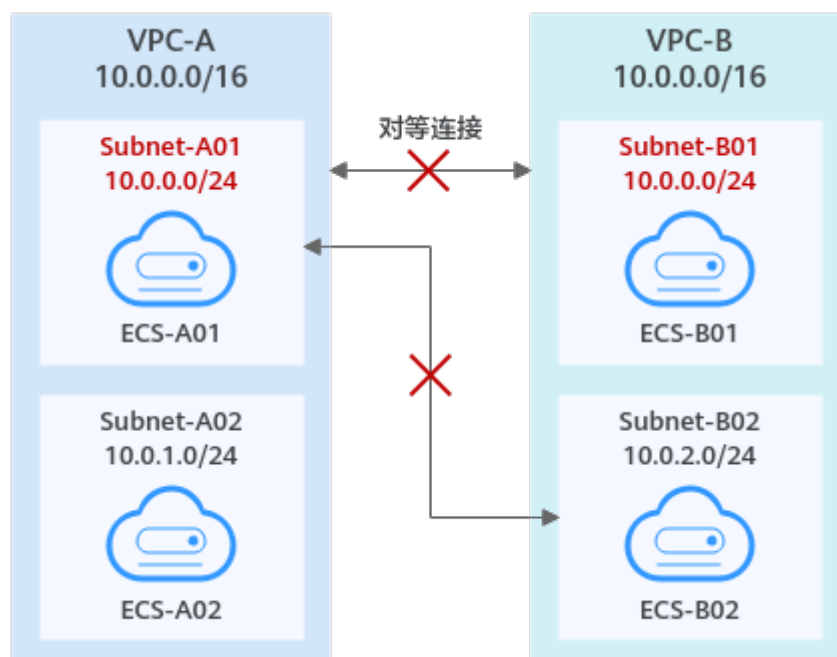 VPC-A
10.0.0.0/16
Subnet-A01
10.0.0.0/24
ECS-A01
Subnet-A02
10.0.1.0/24
ECS-A02
对等连接
VPC-B
10.0.0.0/16
Subnet-B01
10.0.0.0/24
ECS-B01
Subnet-B02
10.0.2.0/24
ECS-B02